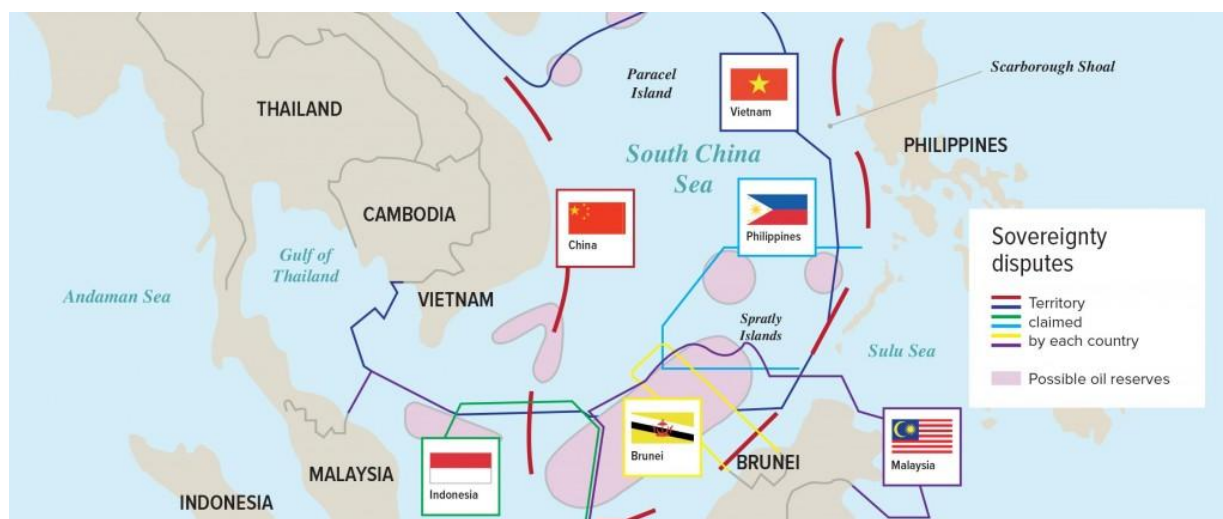 Paracel
Island
Vietnam
Scarborough Shoal
THAILAND
PHILIPPINES
South China
Sea
CAMBODIA
China
Philippines
Gulf of
Thailand
Andaman Sea
VIETNAM
Spratly
Islands
Sulu Sea
Sovereignty
disputes
Territory
claimed
by each country
Possible oil reserves
MALAYSIA
Indonesia
Brunei
BRUNEI
Malaysia
INDONESIA